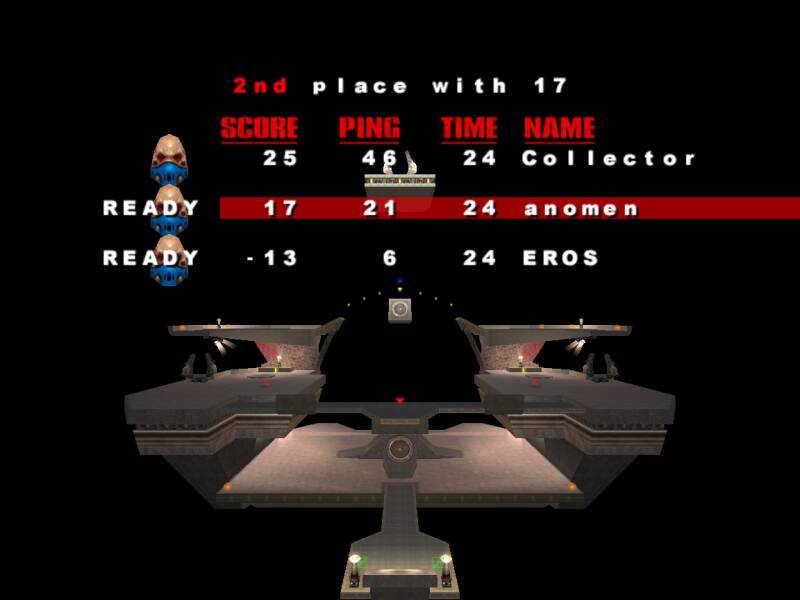 2nd place with 17
SCORE PING TIME NAME
25 46 24 Collector
READY 17 21 24 anomen
READY -13 6 24 EROS